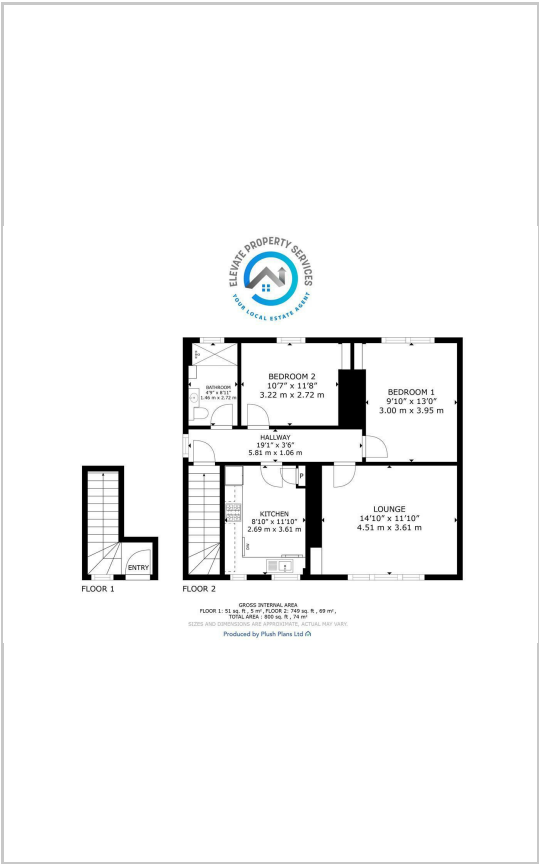 ELEVATE PROPERTY SERVICES
YOUR LOCAL ESTATE AGENT
BATHROOM
4'9" x 8'11"
1.46 m x 2.72 m
BEDROOM 2
10'7" x 11'8"
3.22 m x 2.72 m
BEDROOM 1
9'10" x 13'0"
3.00 m x 3.95 m
HALLWAY
19'1" x 3'6"
5.81 m x 1.06 m
P
KITCHEN
8'10" x 11'10"
2.69 m x 3.61 m
LOUNGE
14'10" x 11'10"
4.51 m x 3.61 m
ENTRY
FLOOR 1
FLOOR 2
GROSS INTERNAL AREA
FLOOR 1: 51 sq. ft , 5 m², FLOOR 2: 749 sq. ft , 69 m²,
TOTAL AREA : 800 sq. ft , 74 m²
SIZES AND DIMENSIONS ARE APPROXIMATE, ACTUAL MAY VARY.
Produced by Plush Plans Ltd